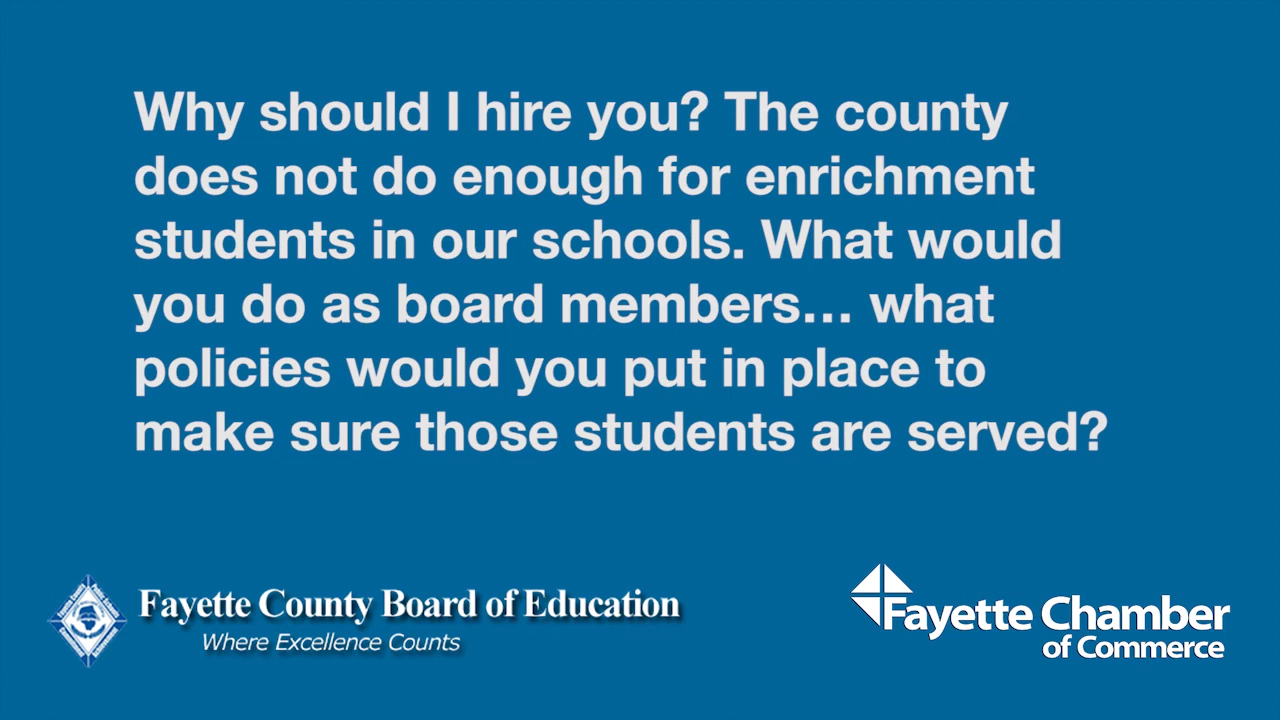 Why should I hire you? The county
does not do enough for enrichment
students in our schools. What would
you do as board members... what
policies would you put in place to
make sure those students are served?
Fayette County Board of Education
Where Excellence Counts
Fayette Chamber
of Commerce